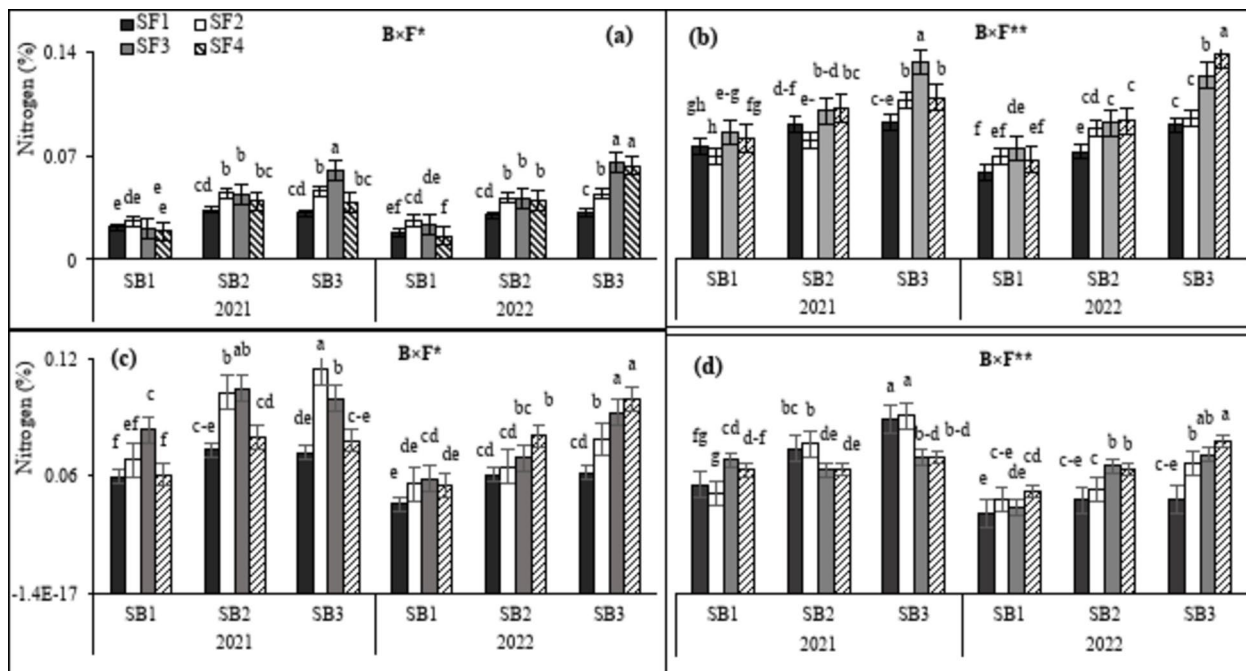 SF1 SF2
SF3 SF4
B×F*
(a)
Nitrogen (%)
0.14
0.07
0
e de e e
cd b b bc
cd b a bc
ef cd de f
cd b b b
c b a a
SB1 SB2 SB3 SB1 SB2 SB3
2021 2022
(b)
B×F**
gh h e-g fg
d-f e- b-d bc
c-e b a b
f ef de ef
e cd c c
c c b a
SB1 SB2 SB3 SB1 SB2 SB3
2021 2022
(c)
B×F*
Nitrogen (%)
0.12
0.06
-1.4E-17
f ef c f
c-e b ab cd
de a b c-e
e de cd de
cd cd bc b
cd b a a
SB1 SB2 SB3 SB1 SB2 SB3
2021 2022
B×F**
(d)
fg g cd d-f
bc b de de
a a b-d b-d
e c-e de cd
c-e c b b
c-e b ab a
SB1 SB2 SB3 SB1 SB2 SB3
2021 2022